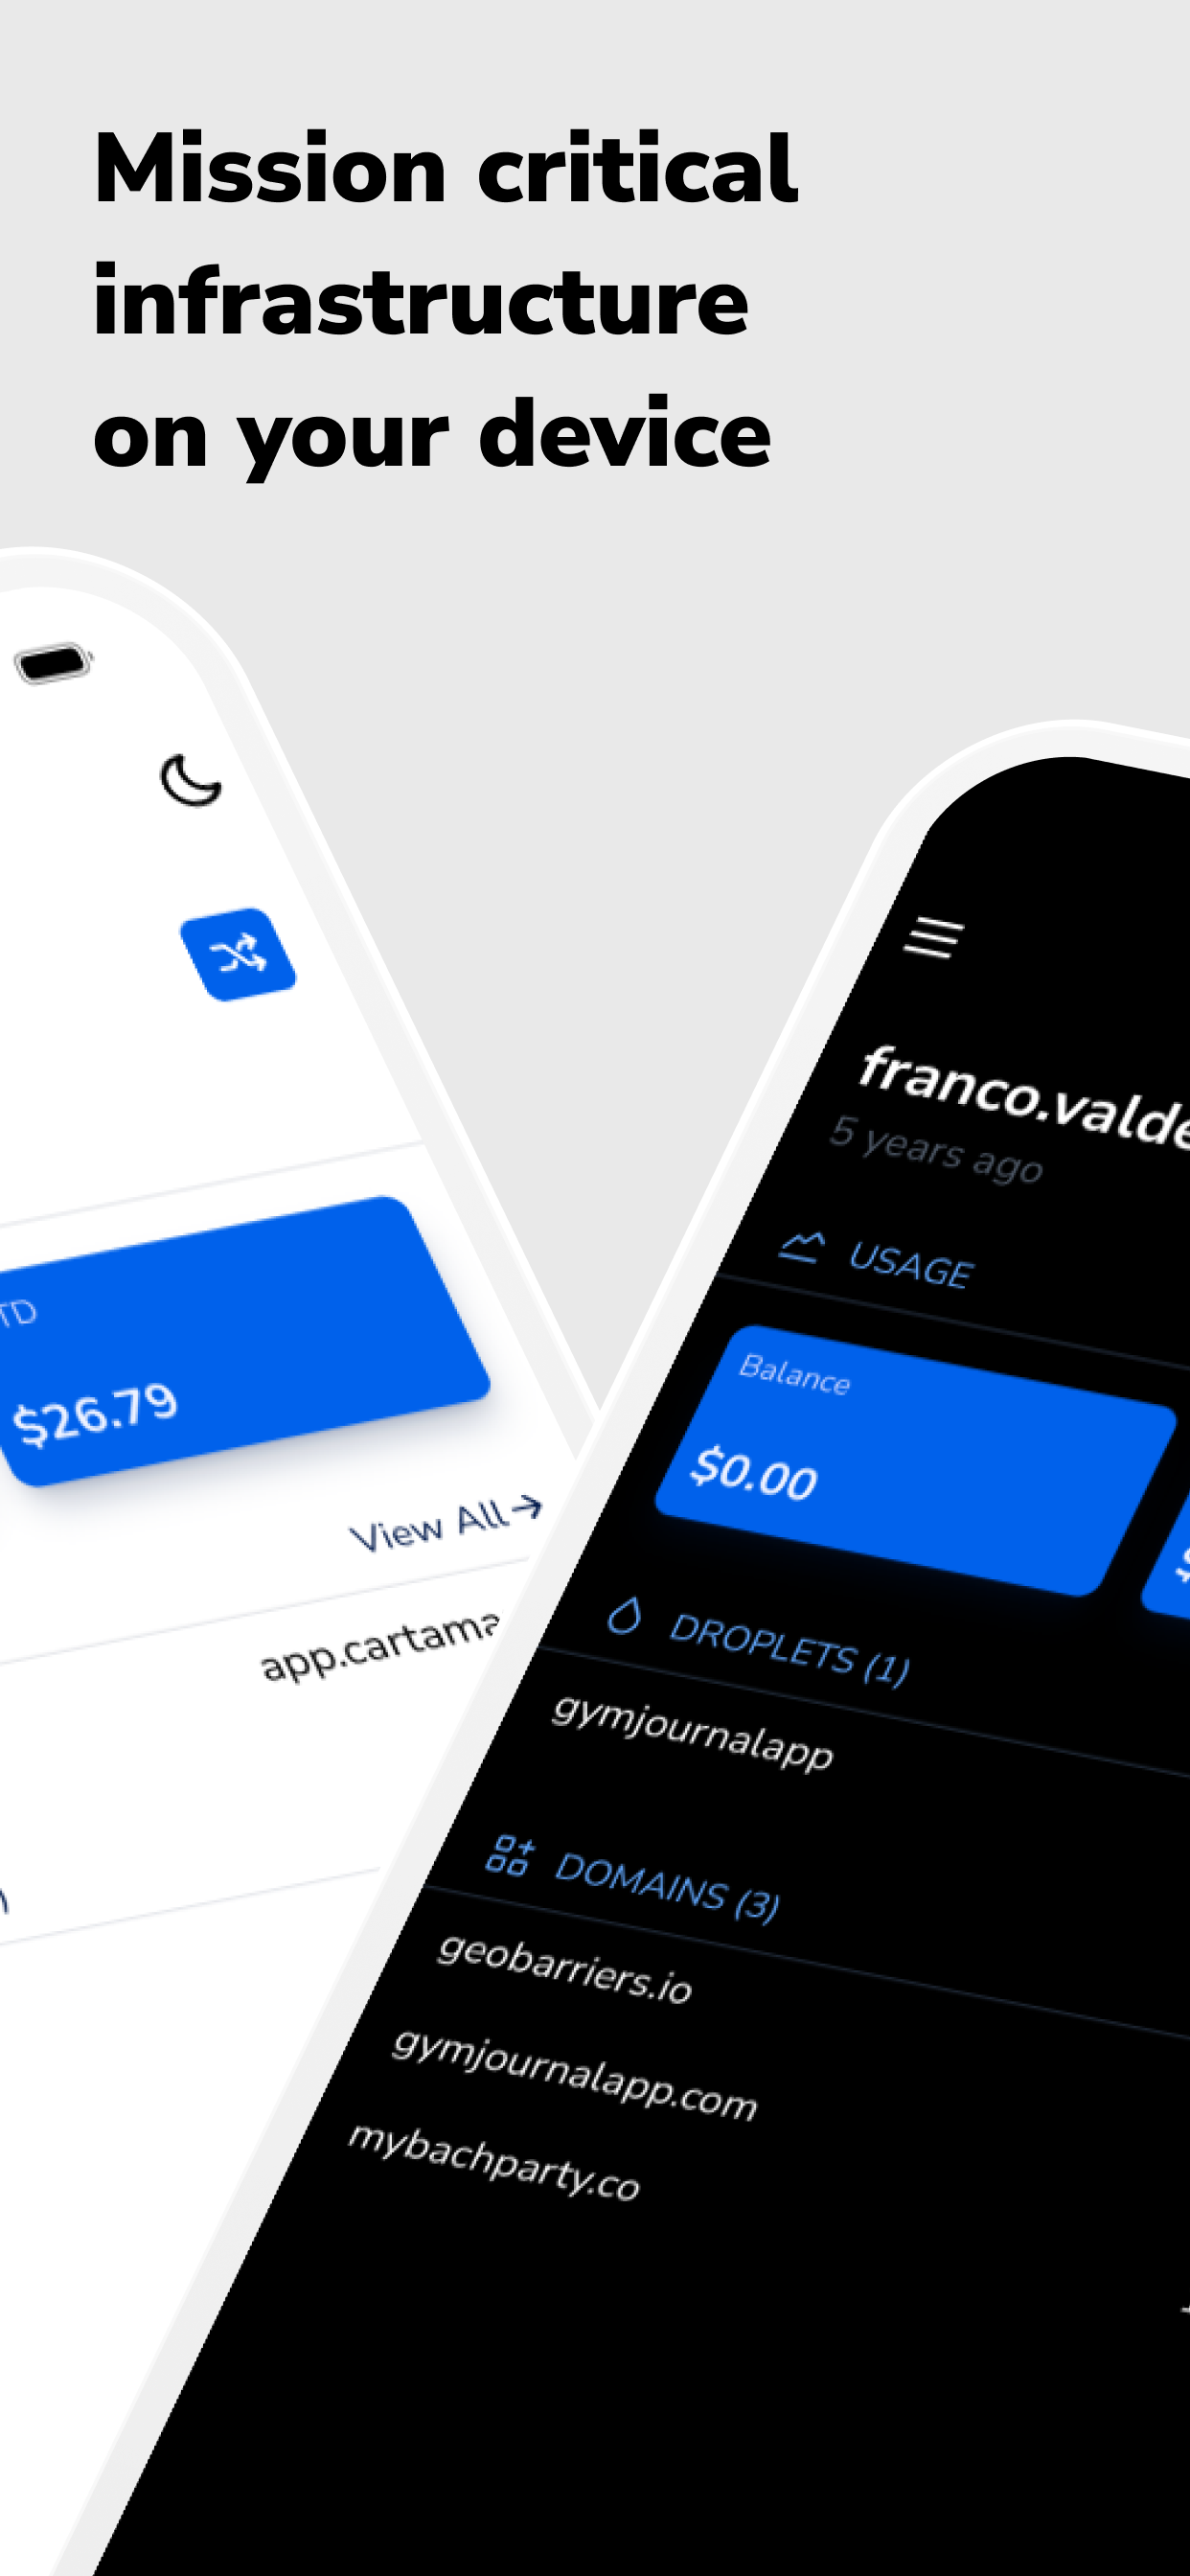 Mission critical
infrastructure
on your device
TD
$26.79
View All
app.cartama
franco.valde
5 years ago
USAGE
Balance
$0.00
$
DROPLETS (1)
gymjournalapp
DOMAINS (3)
geobarriers.io
gymjournalapp.com
mybachparty.co